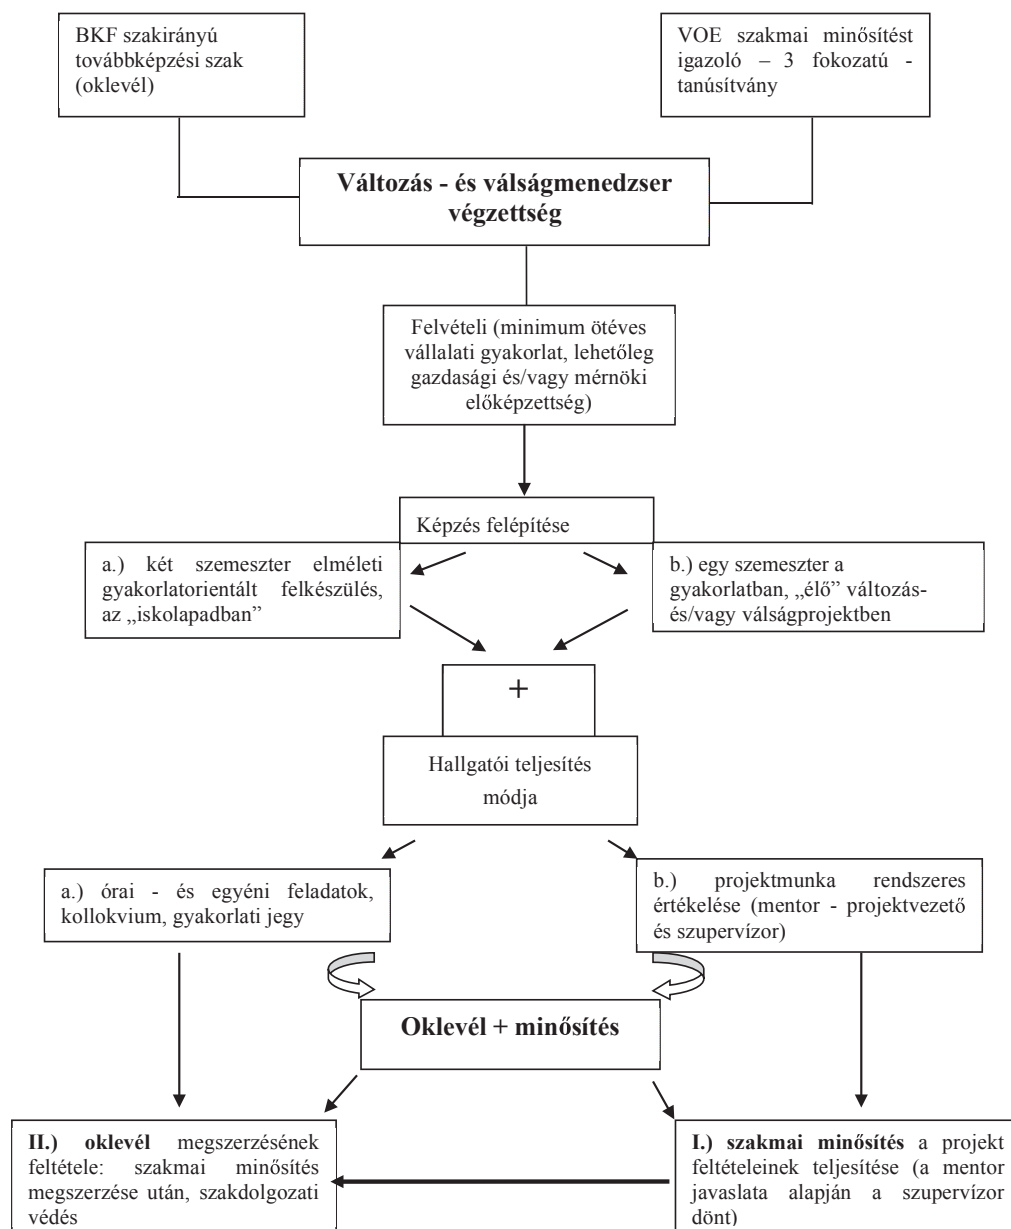 BKF szakirányú
továbbképzési szak
(oklevél)
VOE szakmai minősítést
igazoló – 3 fokozatú -
tanúsítvány
Változás - és válságmenedzser
végzettség
Felvételi (minimum ötéves
vállalati gyakorlat, lehetőleg
gazdasági és/vagy mérnöki
előképzettség)
Képzés felépítése
a.) két szemeszter elméleti
gyakorlatorientált felkészülés,
az „iskolapadban”
b.) egy szemeszter a
gyakorlatban, „élő” változás-
és/vagy válságprojektben
+
Hallgatói teljesítés
módja
a.) órai - és egyéni feladatok,
kollokvium, gyakorlati jegy
b.) projektmunka rendszeres
értékelése (mentor - projektvezető
és szupervízor)
Oklevél + minősítés
II.) oklevél megszerzésének
feltétele: szakmai minősítés
megszerzése után, szakdolgozati
védés
I.) szakmai minősítés a projekt
feltételeinek teljesítése (a mentor
javaslata alapján a szupervízor
dönt)